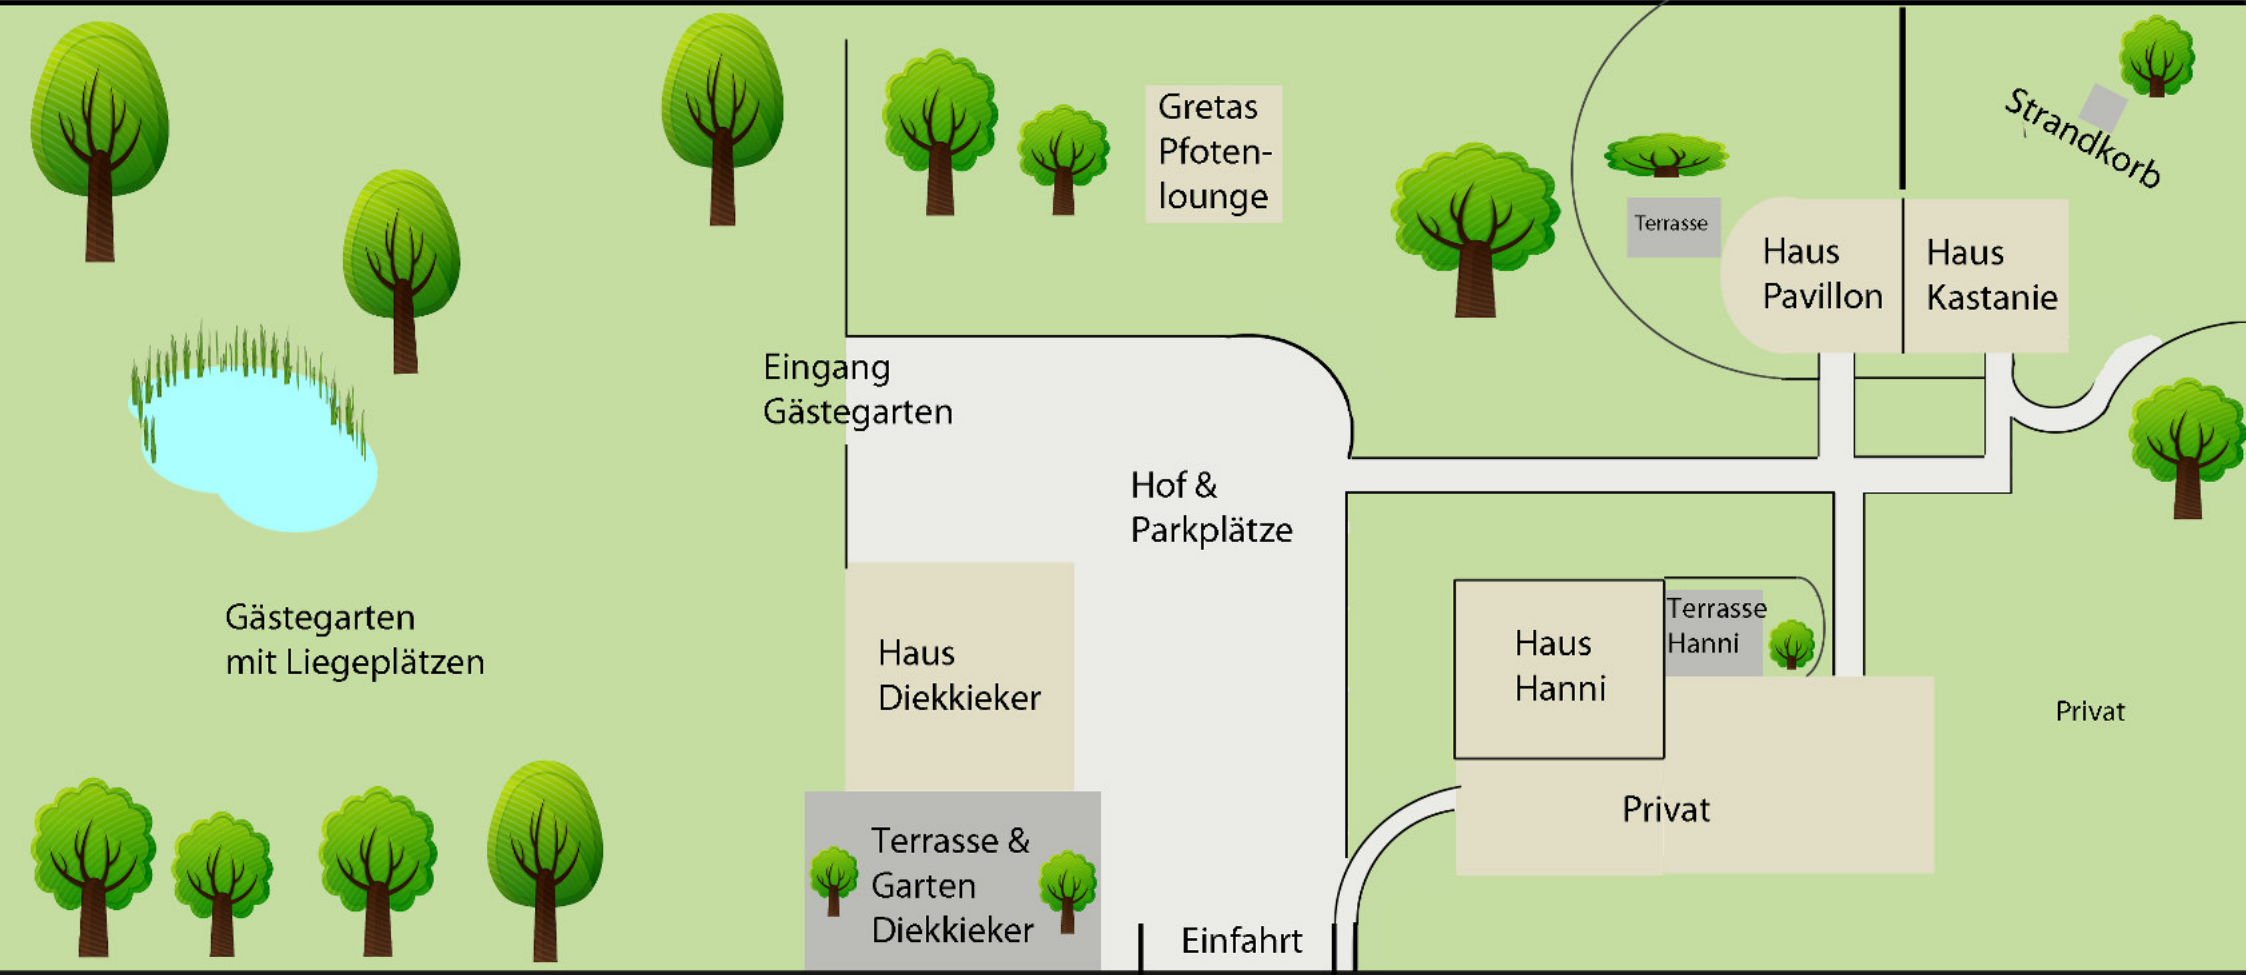 Gretas
Pfoten-
lounge
Strandkorb
Terrasse
Haus
Pavillon
Haus
Kastanie
Eingang
Gästegarten
Hof &
Parkplätze
Gästegarten
mit Liegeplätzen
Haus
Diekkieker
Haus
Hanni
Terrasse
Hanni
Privat
Privat
Terrasse &
Garten
Diekkieker
Einfahrt